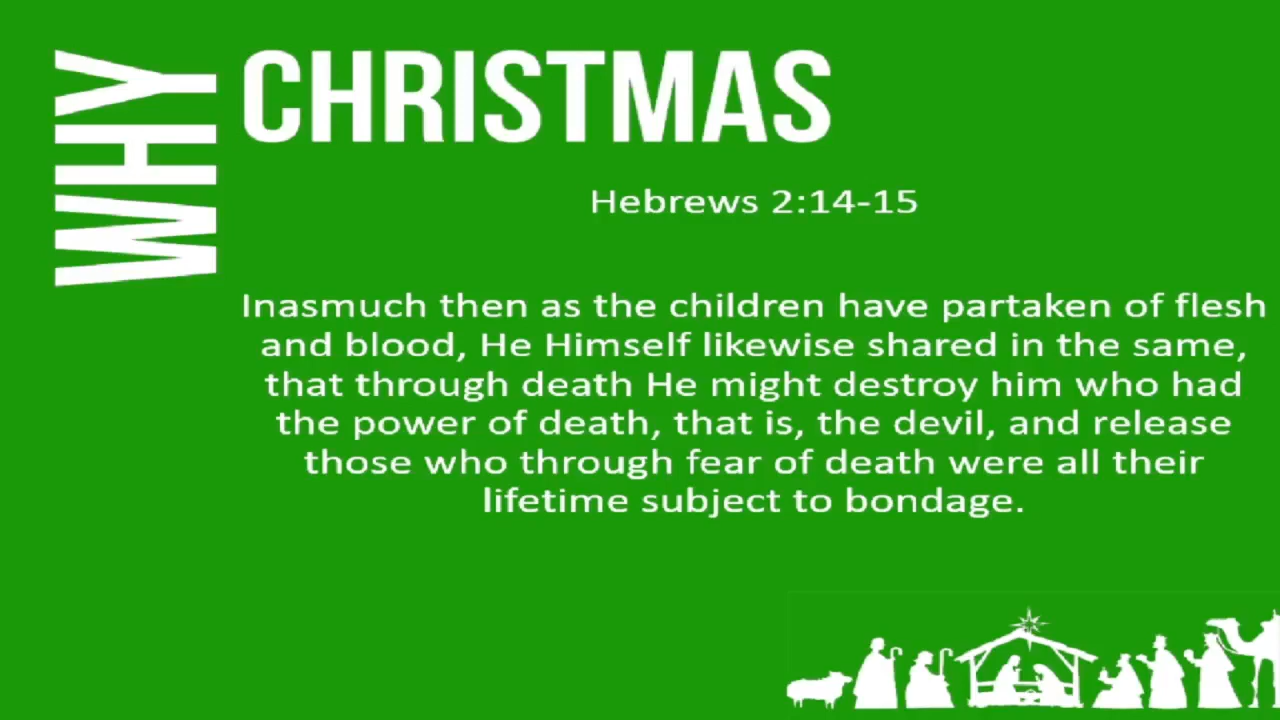 WHY
CHRISTMAS
Hebrews 2:14-15
Inasmuch then as the children have partaken of flesh
and blood, He Himself likewise shared in the same,
that through death He might destroy him who had
the power of death, that is, the devil, and release
those who through fear of death were all their
lifetime subject to bondage.